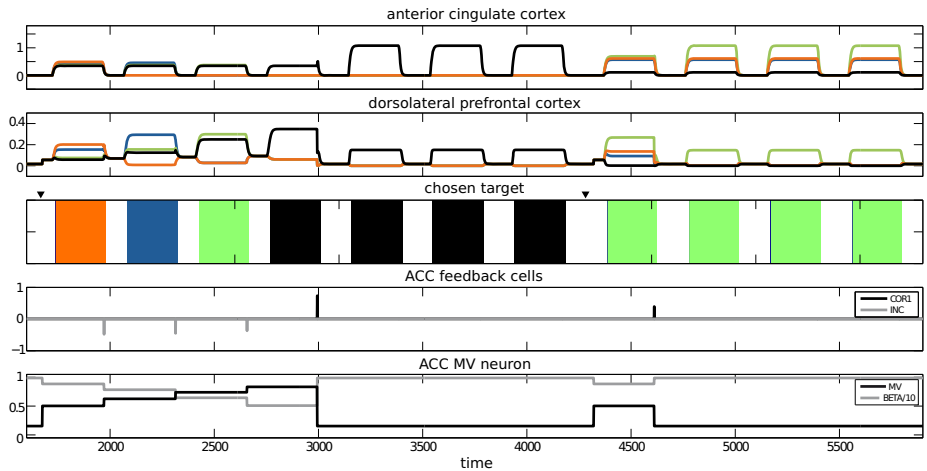 anterior cingulate cortex
1
0
dorsolateral prefrontal cortex
0.4
0.2
0
chosen target
ACC feedback cells
1
0
−1
COR1
INC
ACC MV neuron
1
0.5
0
MV
BETA/10
2000 2500 3000 3500 4000 4500 5000 5500
time